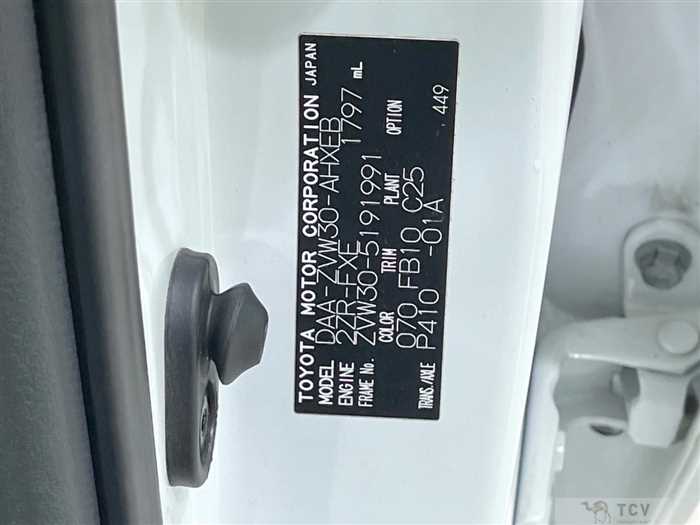 TOYOTA MOTOR CORPORATION JAPAN
MODEL DAA-ZVW30-AHXEB
ENGINE 2ZR-FXE 1797 mL
FRAME No. ZVW30-5191991
COLOR TRIM PLANT OPTION
070 FB10 C25 , 449
TRANS./AXLE P410 -01A
TCV